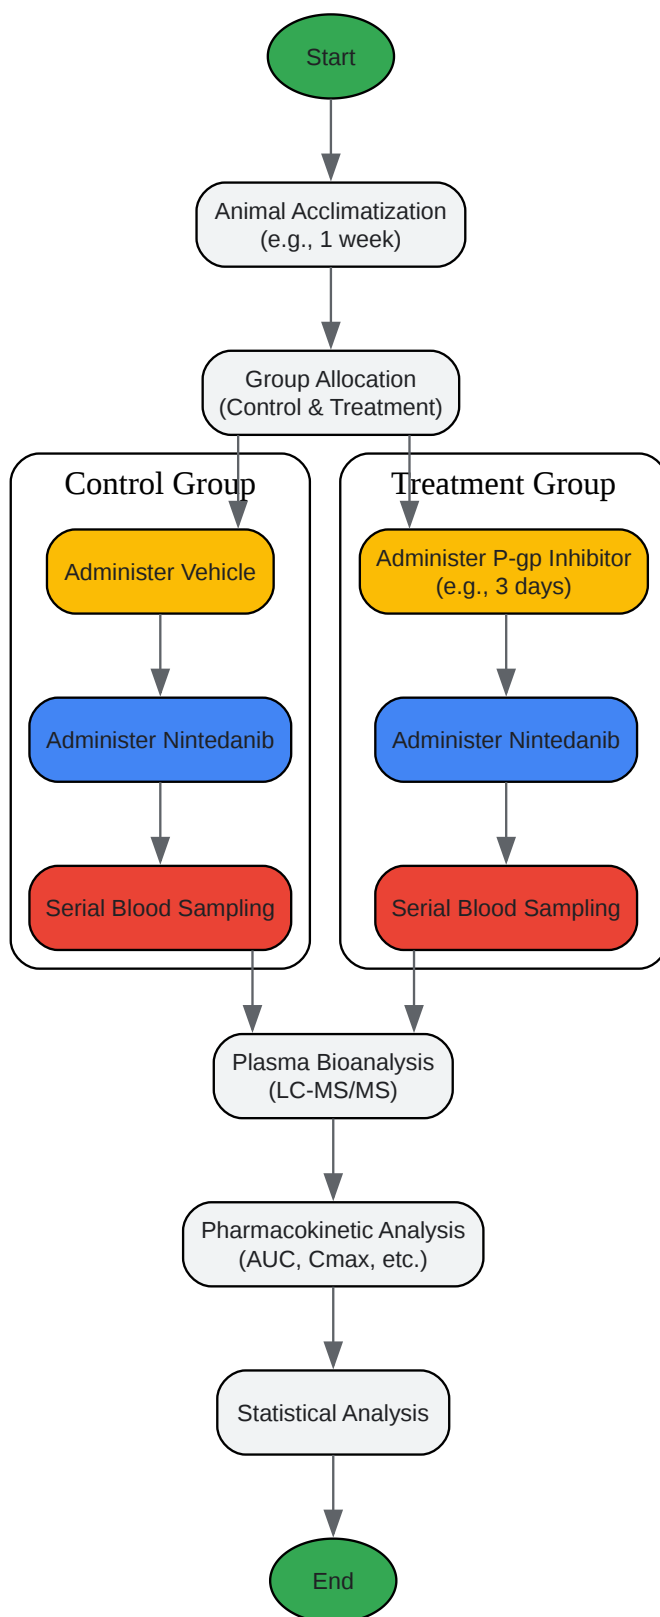 Start
Animal Acclimatization
(e.g., 1 week)
Group Allocation
(Control & Treatment)
Control Group
Administer Vehicle
Administer Nintedanib
Serial Blood Sampling
Treatment Group
Administer P-gp Inhibitor
(e.g., 3 days)
Administer Nintedanib
Serial Blood Sampling
Plasma Bioanalysis
(LC-MS/MS)
Pharmacokinetic Analysis
(AUC, Cmax, etc.)
Statistical Analysis
End